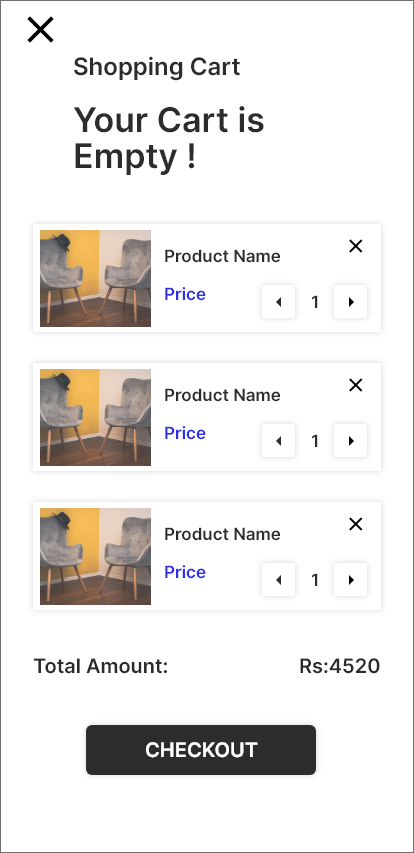 Shopping Cart
Your Cart is
Empty !
Product Name
Price
1
Product Name
Price
1
Product Name
Price
1
Total Amount: Rs:4520
CHECKOUT